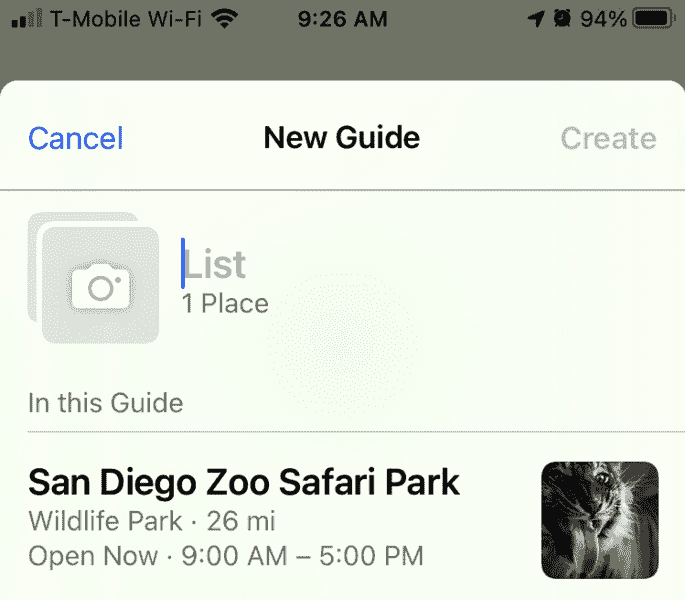 T-Mobile Wi-Fi 9:26 AM 94%
Cancel New Guide Create
List
1 Place
In this Guide
San Diego Zoo Safari Park
Wildlife Park · 26 mi
Open Now · 9:00 AM – 5:00 PM